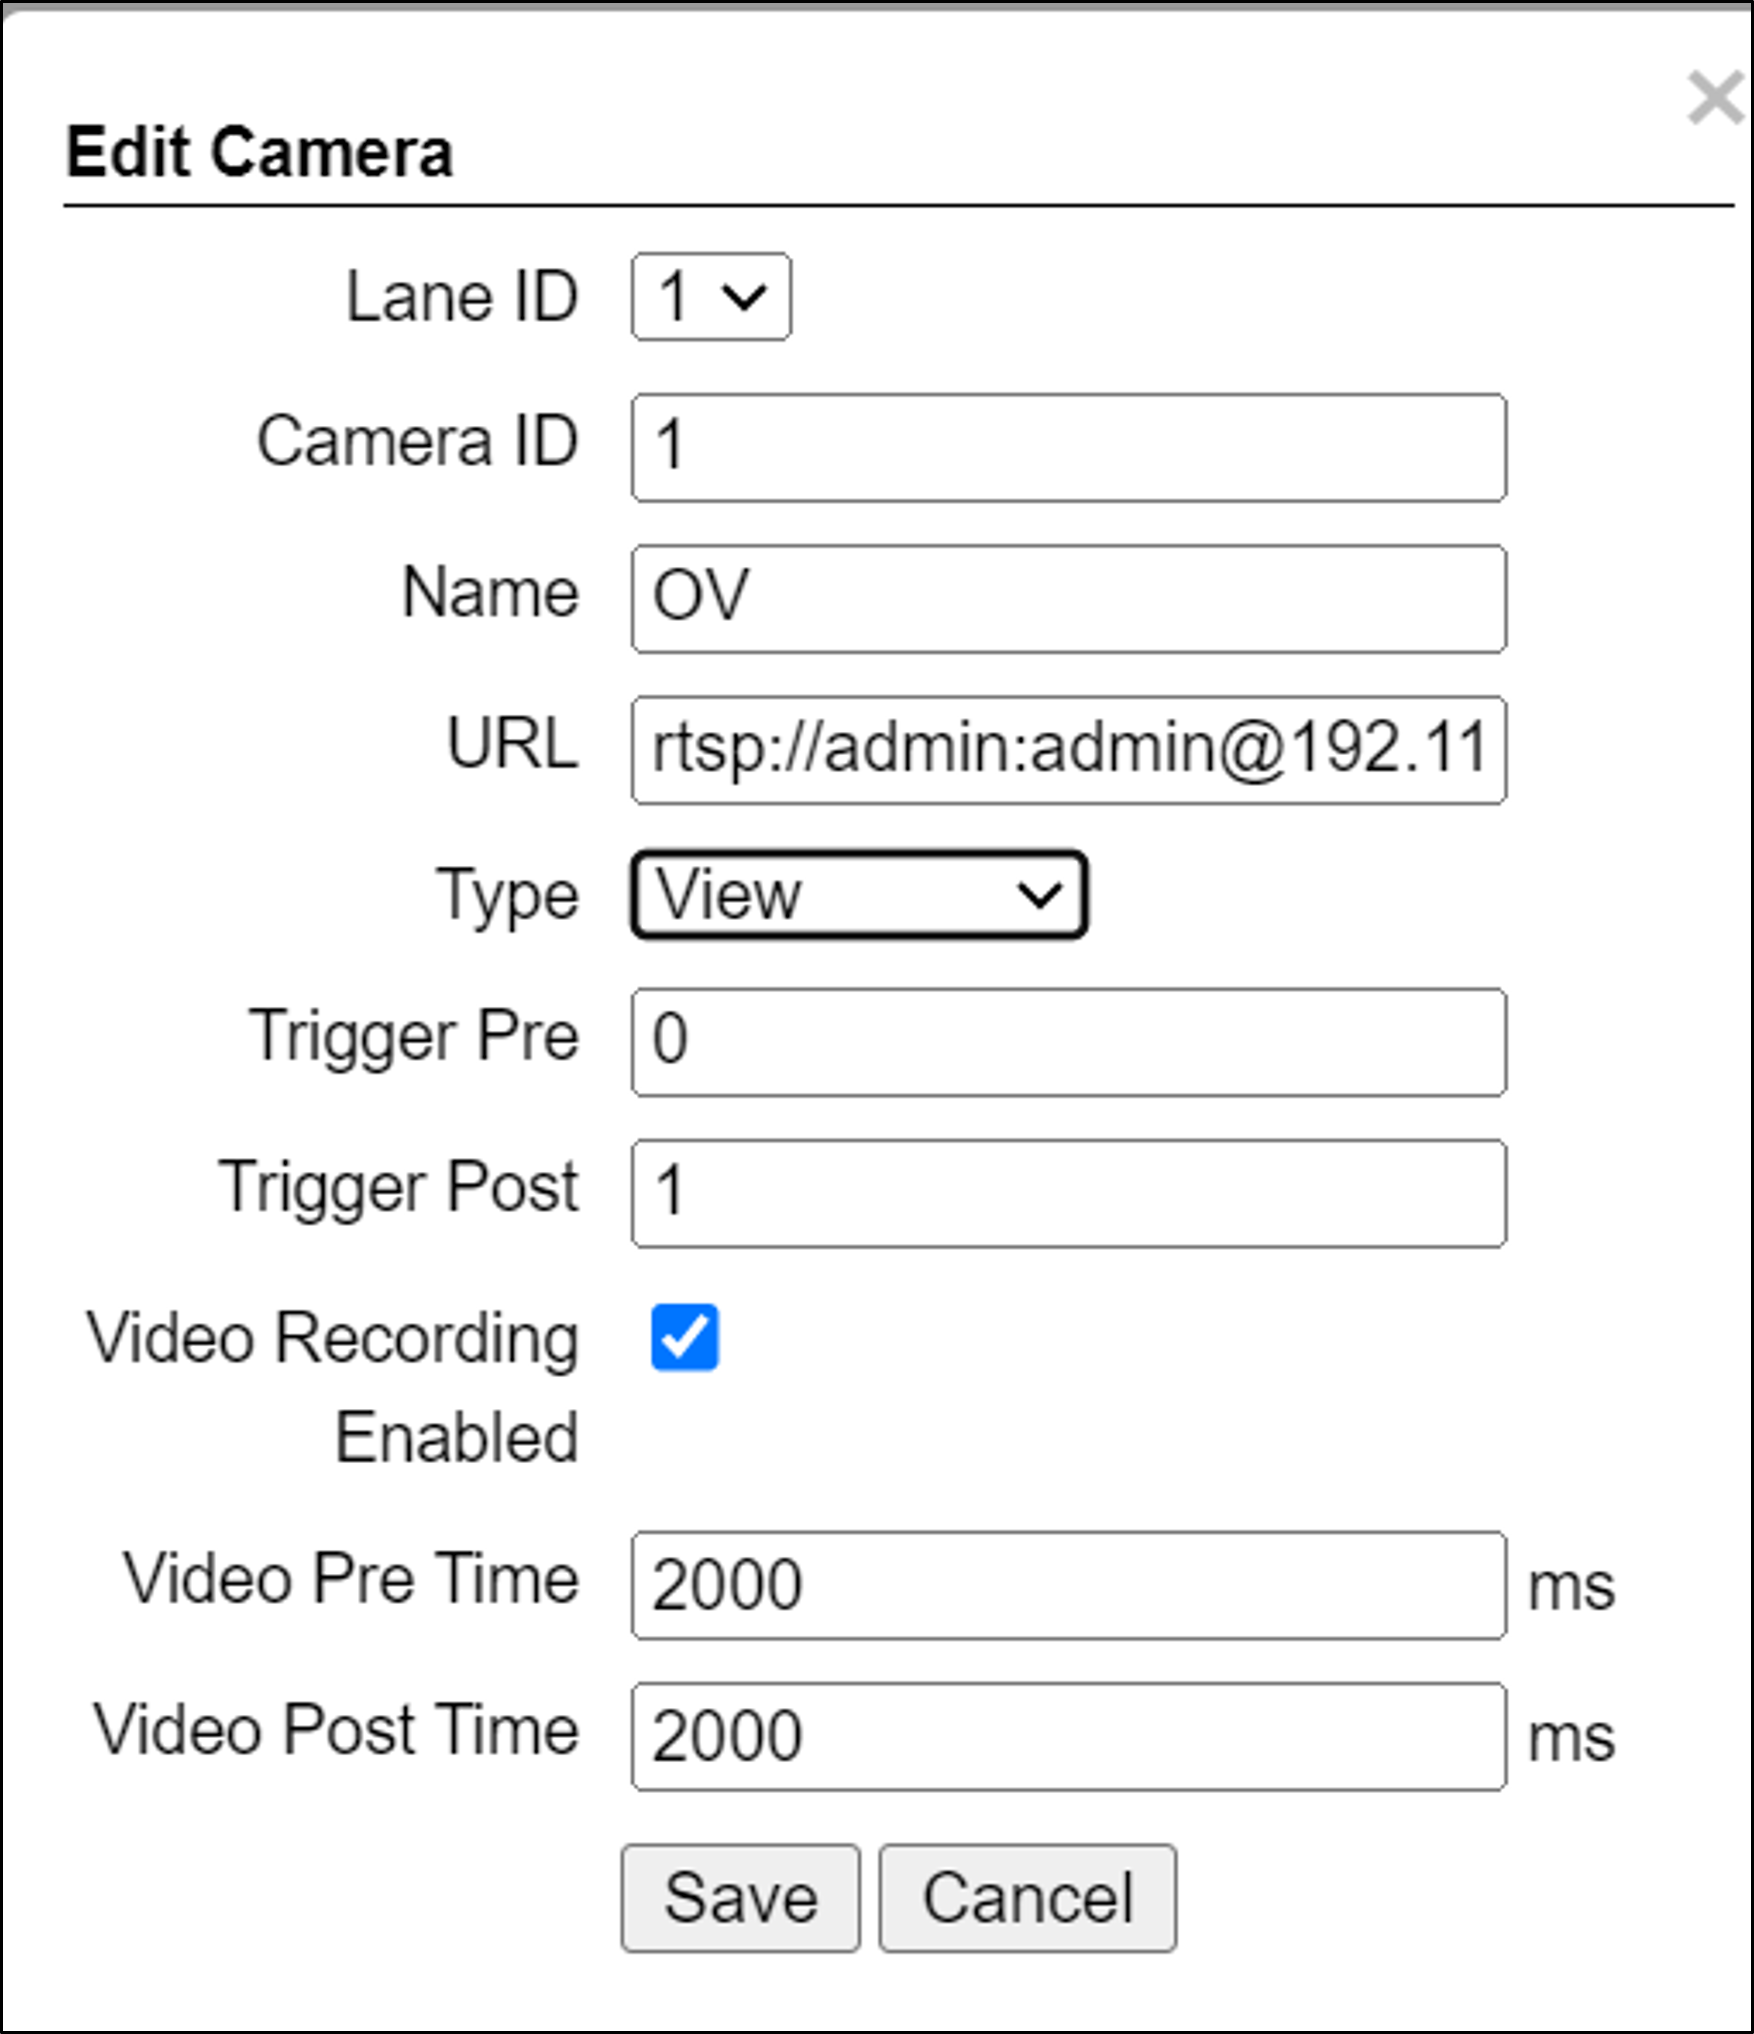 Edit Camera
Lane ID 1
Camera ID 1
Name OV
URL rtsp://admin:admin@192.11
Type View
Trigger Pre 0
Trigger Post 1
Video Recording
Enabled
Video Pre Time 2000 ms
Video Post Time 2000 ms
Save Cancel